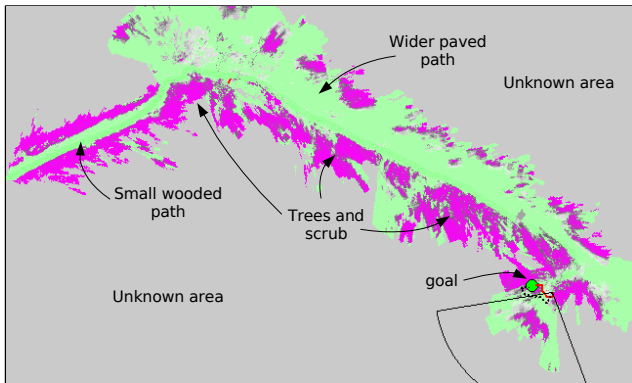 Wider paved
path
Unknown area
Small wooded
path
Trees and
scrub
goal
Unknown area